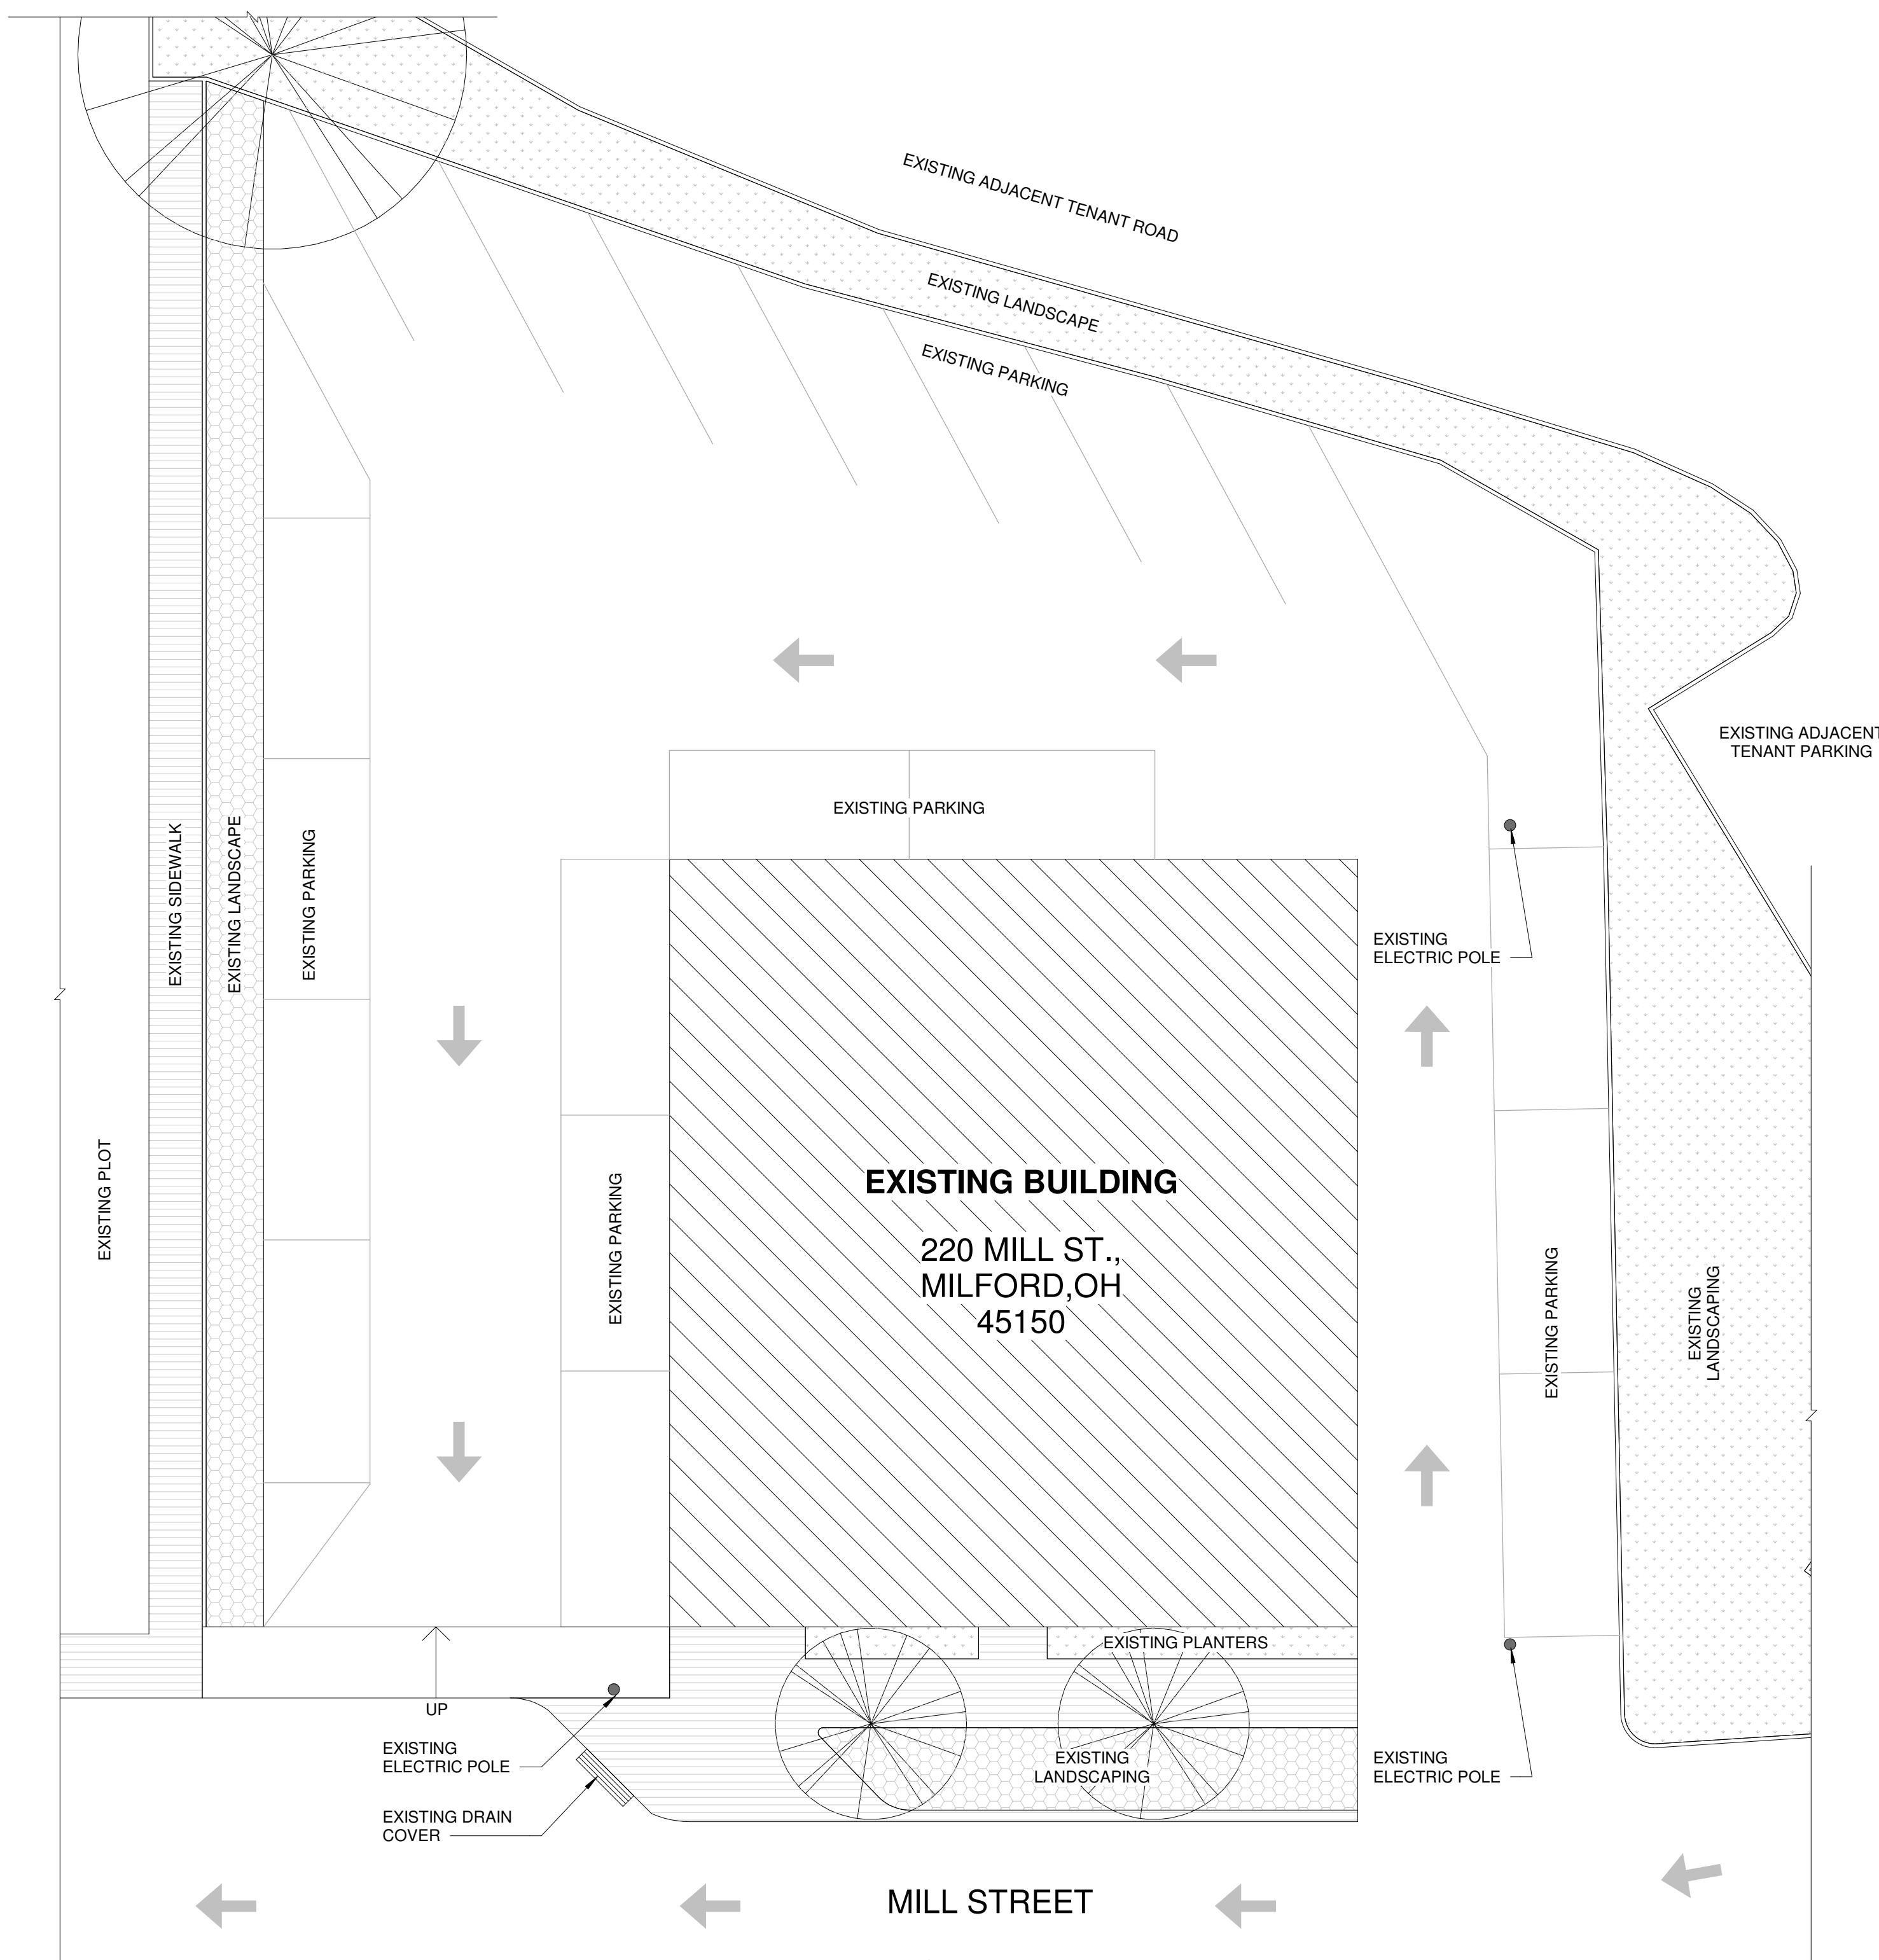 EXISTING ADJACENT TENANT ROAD
EXISTING LANDSCAPE
EXISTING PARKING
EXISTING ADJACENT
TENANT PARKING
EXISTING PARKING
EXISTING SIDEWALK
EXISTING LANDSCAPE
EXISTING PARKING
EXISTING
ELECTRIC POLE
EXISTING PLOT
EXISTING PARKING
EXISTING BUILDING
220 MILL ST.,
MILFORD,OH
45150
EXISTING PARKING
EXISTING
LANDSCAPING
EXISTING PLANTERS
UP
EXISTING
ELECTRIC POLE
EXISTING
LANDSCAPING
EXISTING
ELECTRIC POLE
EXISTING DRAIN
COVER
MILL STREET